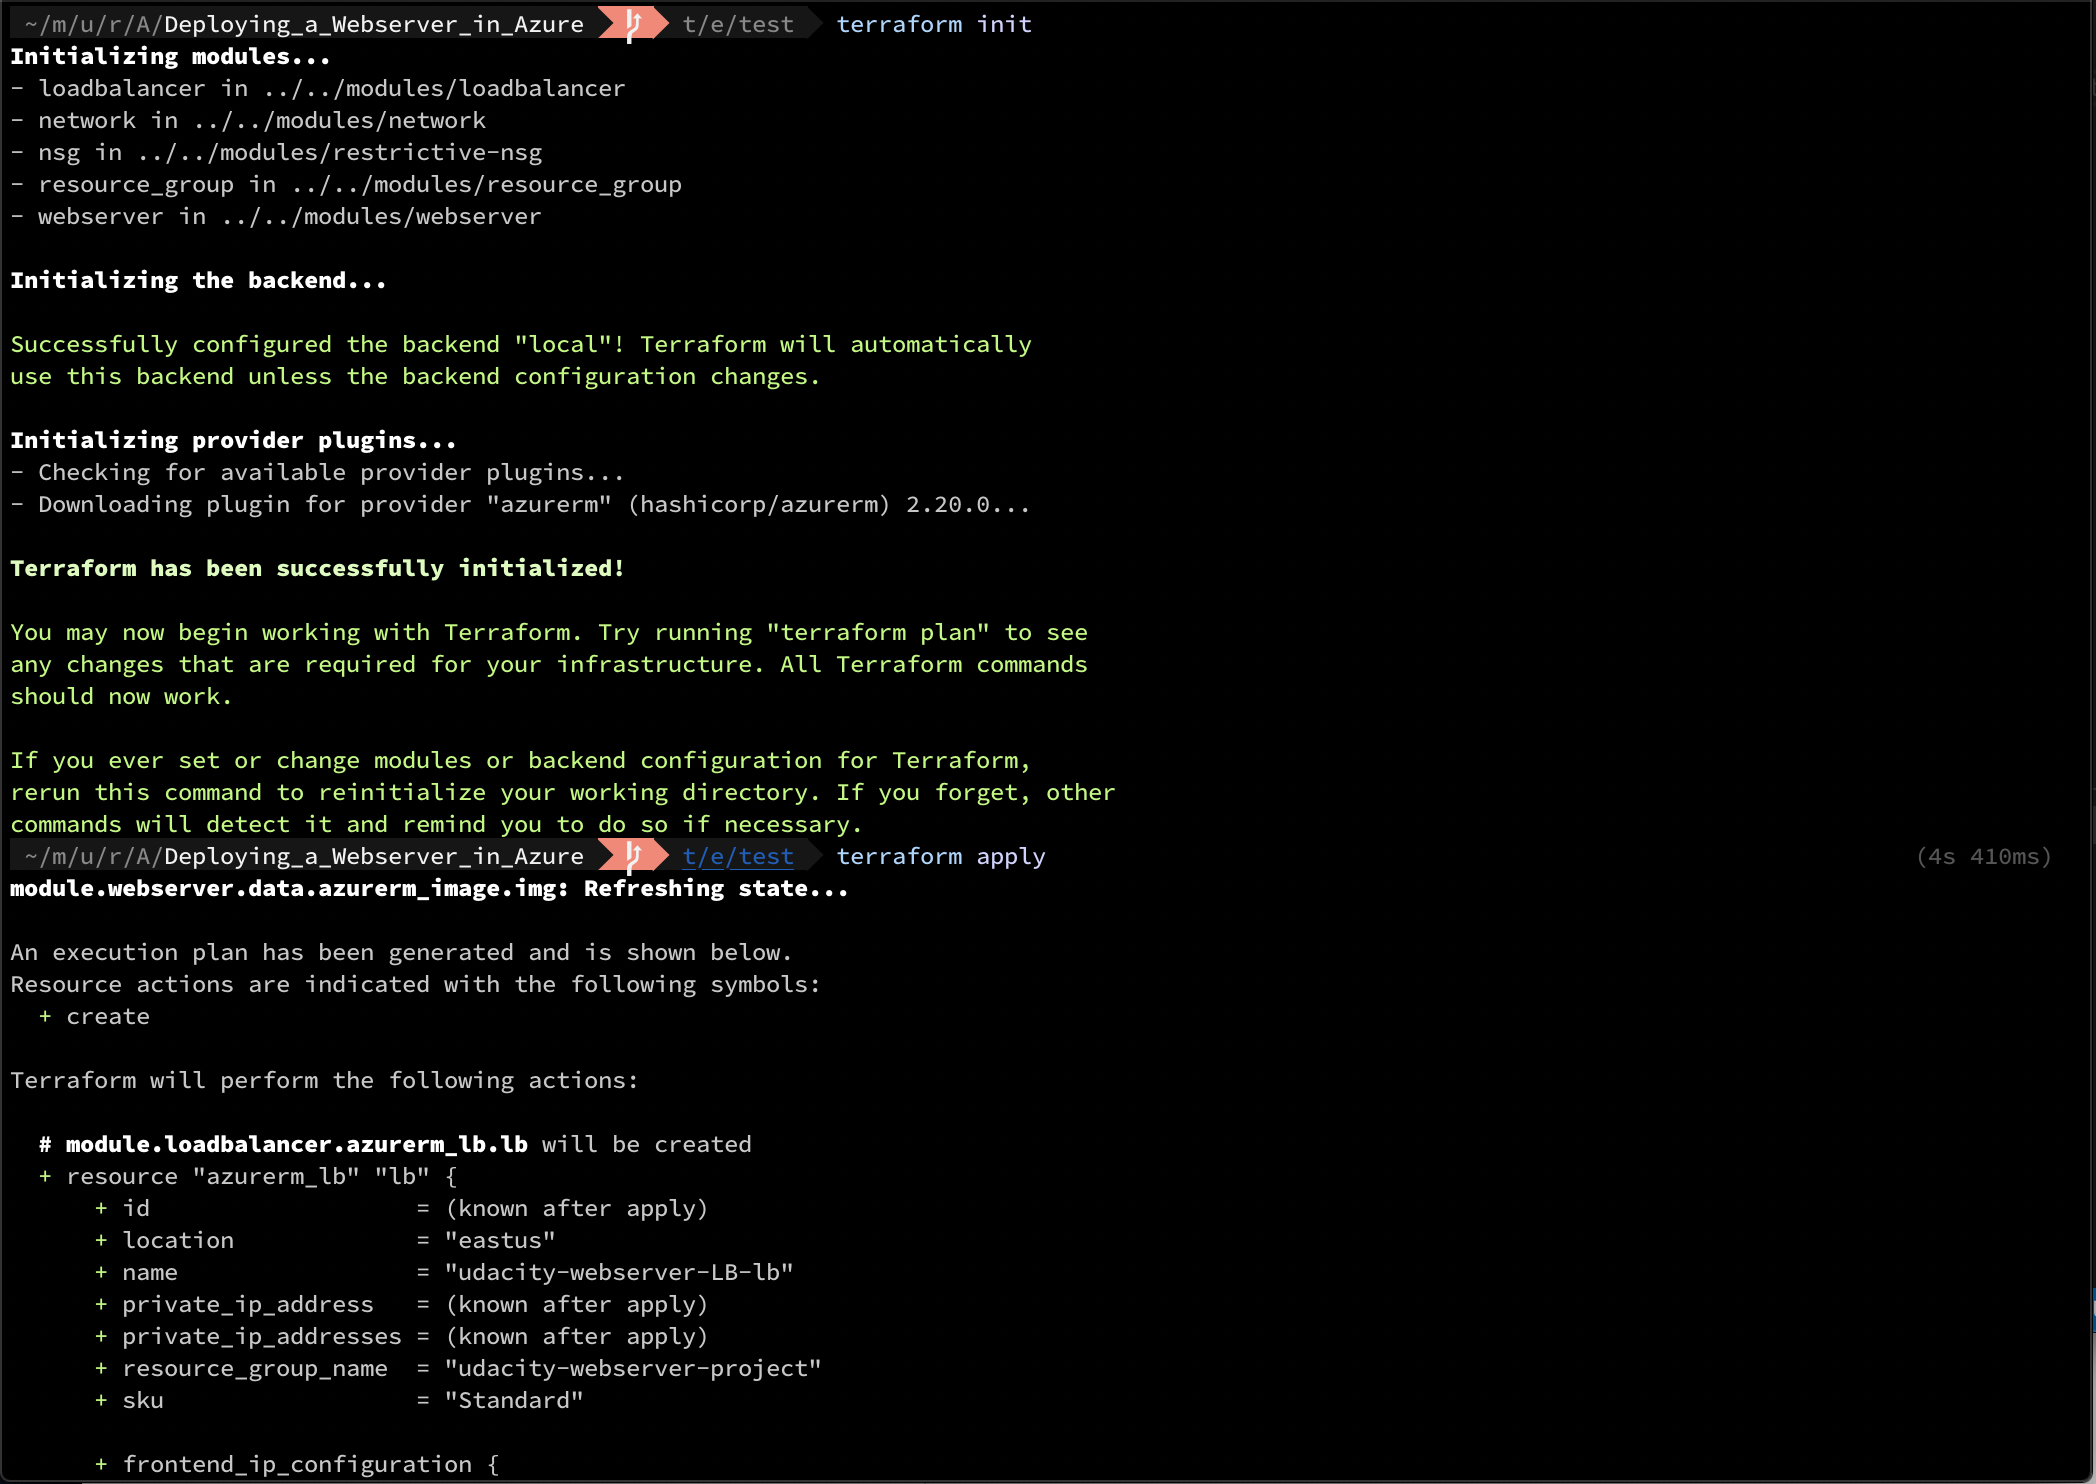 ~/m/u/r/A/Deploying_a_Webserver_in_Azure t/e/test terraform init
Initializing modules...
- loadbalancer in ../../modules/loadbalancer
- network in ../../modules/network
- nsg in ../../modules/restrictive-nsg
- resource_group in ../../modules/resource_group
- webserver in ../../modules/webserver
Initializing the backend...
Successfully configured the backend "local"! Terraform will automatically
use this backend unless the backend configuration changes.
Initializing provider plugins...
- Checking for available provider plugins...
- Downloading plugin for provider "azurerm" (hashicorp/azurerm) 2.20.0...
Terraform has been successfully initialized!
You may now begin working with Terraform. Try running "terraform plan" to see
any changes that are required for your infrastructure. All Terraform commands
should now work.
If you ever set or change modules or backend configuration for Terraform,
rerun this command to reinitialize your working directory. If you forget, other
commands will detect it and remind you to do so if necessary.
~/m/u/r/A/Deploying_a_Webserver_in_Azure t/e/test terraform apply (4s 410ms)
module.webserver.data.azurerm_image.img: Refreshing state...
An execution plan has been generated and is shown below.
Resource actions are indicated with the following symbols:
+ create
Terraform will perform the following actions:
# module.loadbalancer.azurerm_lb.lb will be created
+ resource "azurerm_lb" "lb" {
+ id = (known after apply)
+ location = "eastus"
+ name = "udacity-webserver-LB-lb"
+ private_ip_address = (known after apply)
+ private_ip_addresses = (known after apply)
+ resource_group_name = "udacity-webserver-project"
+ sku = "Standard"
+ frontend_ip_configuration {